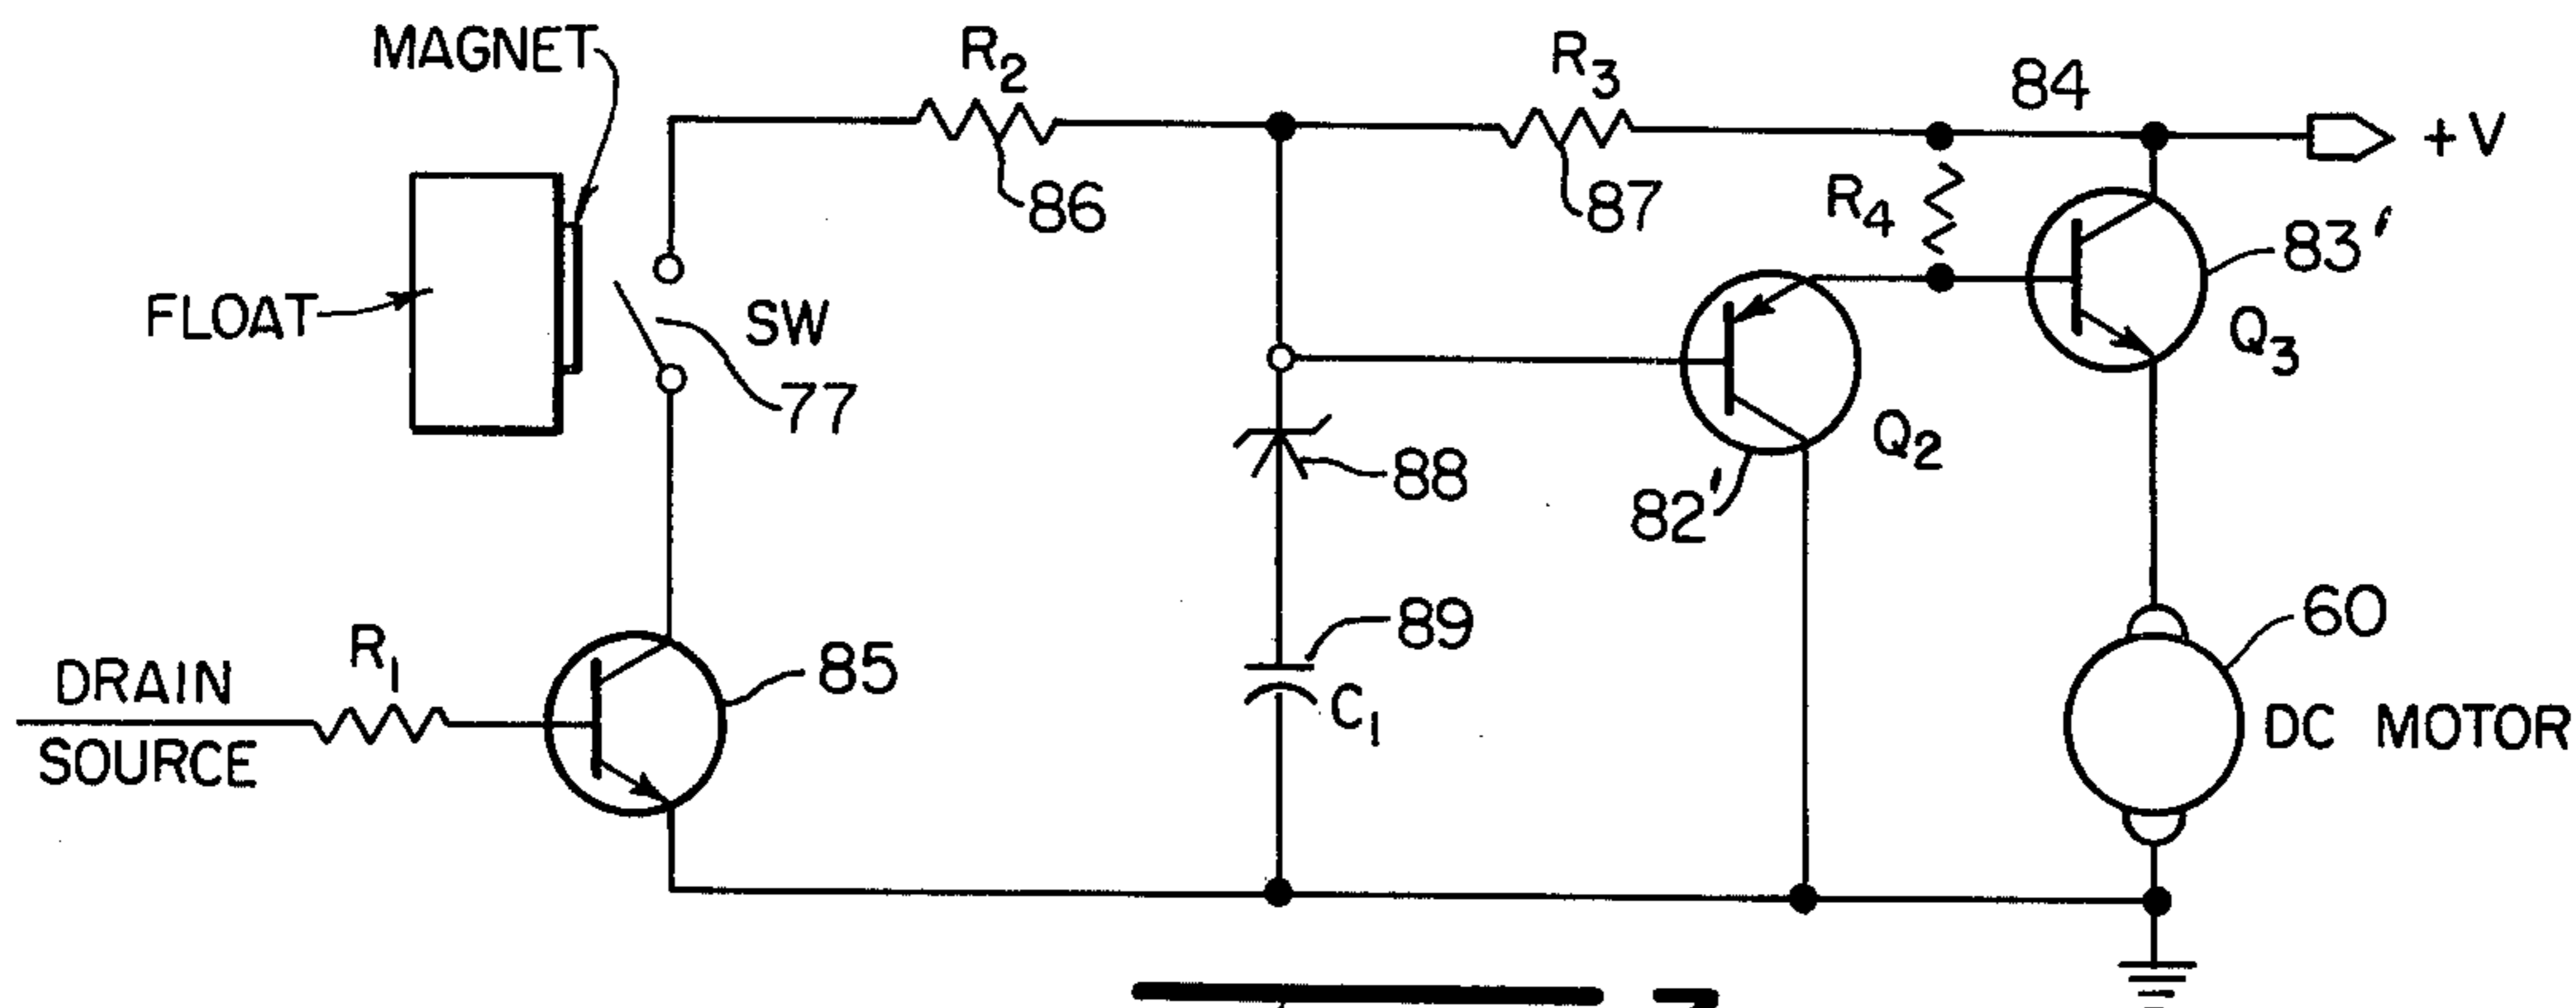 MAGNET
R2
R3
84
+V
86
87
R4
83'
FLOAT
SW
Q3
77
Q2
88
82'
89
60
R1
85
DRAIN
SOURCE
C1
DC MOTOR